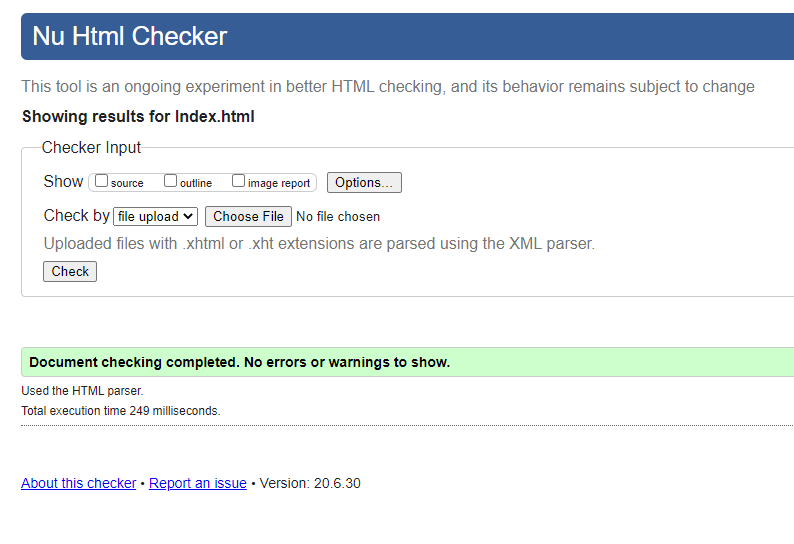 Nu Html Checker
This tool is an ongoing experiment in better HTML checking, and its behavior remains subject to change
Showing results for Index.html
Checker Input
Show source outline image report Options...
Check by file upload Choose File No file chosen
Uploaded files with .xhtml or .xht extensions are parsed using the XML parser.
Check
Document checking completed. No errors or warnings to show.
Used the HTML parser.
Total execution time 249 milliseconds.
About this checker • Report an issue • Version: 20.6.30